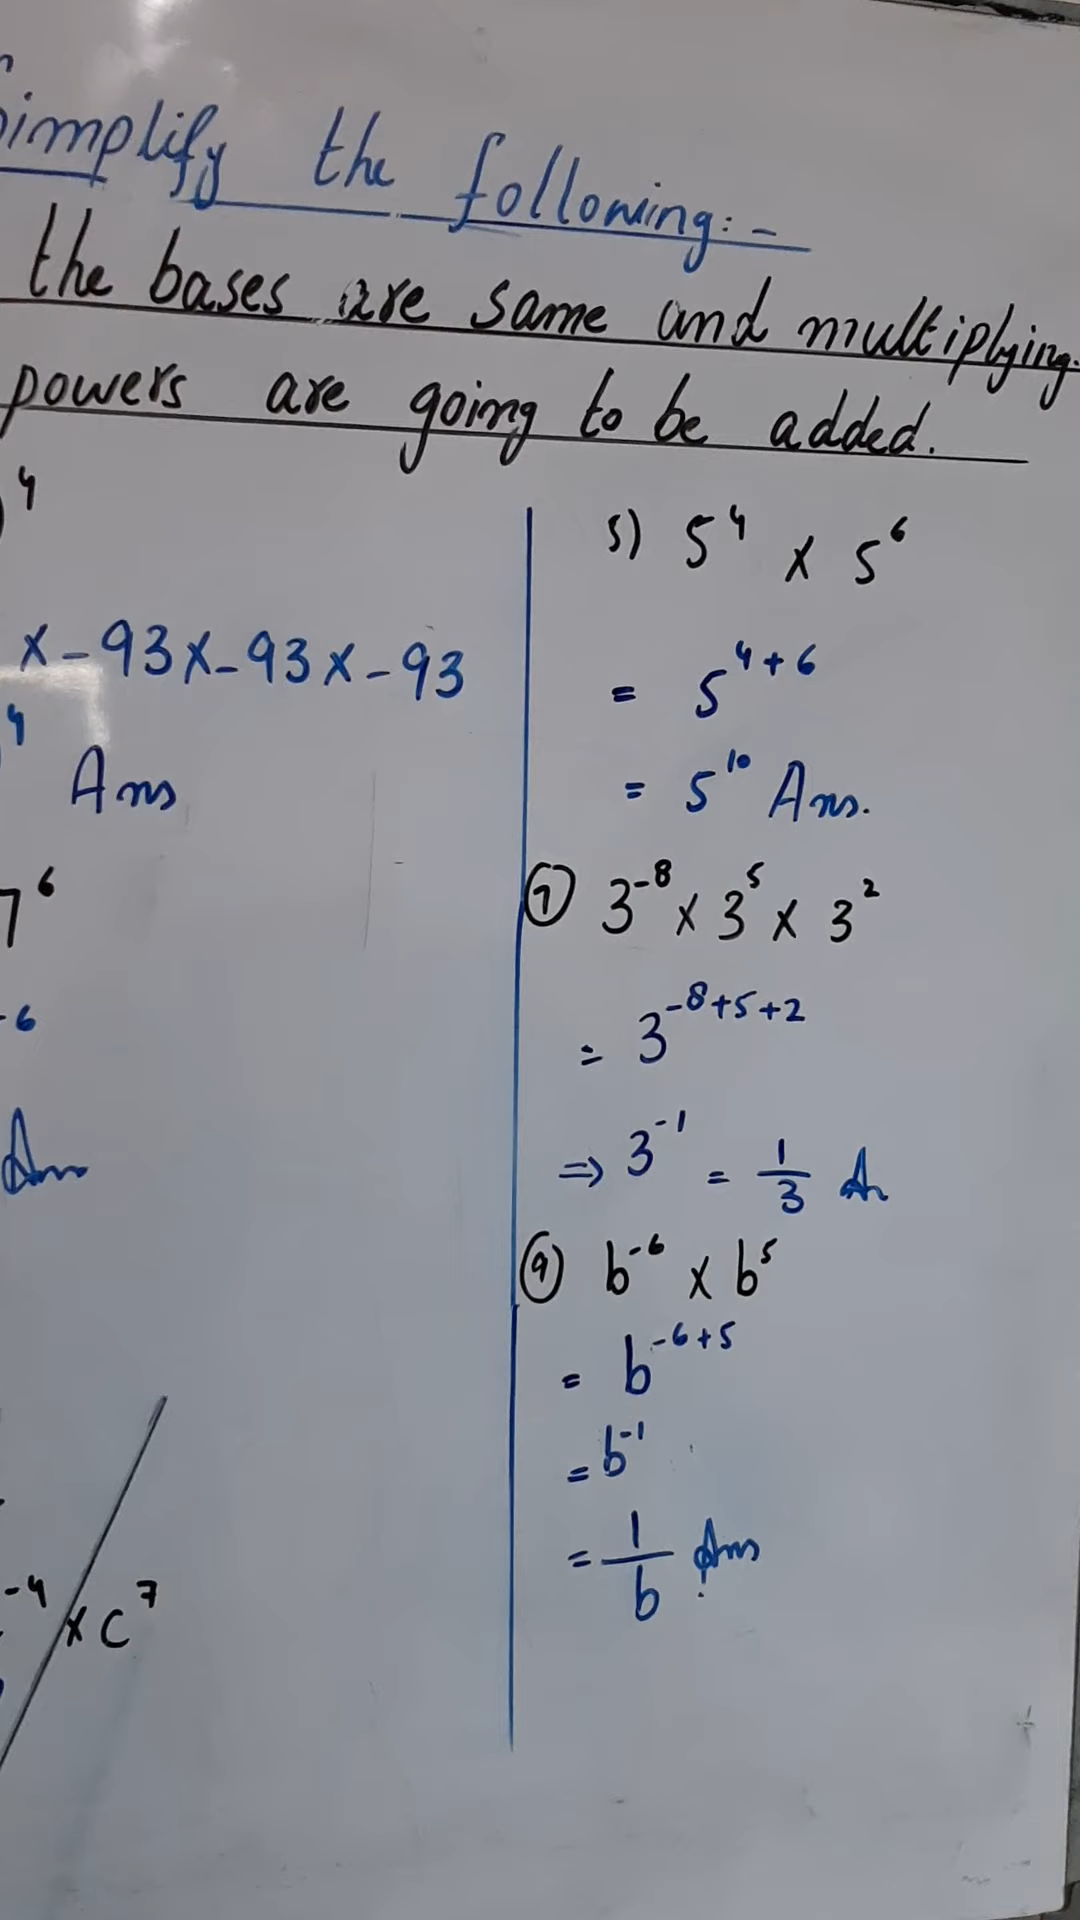 Simplify the following:-
the bases are same and multiplying.
powers are going to be added.
)⁴
x-93x-93x-93
⁴ Ans
7⁶
-6
An
⁻⁴ x c⁷
5) 5⁴ x 5⁶
= 5⁴⁺⁶
= 5¹⁰ Ans.
⑦ 3⁻⁸ x 3⁵ x 3²
= 3⁻⁸⁺⁵⁺²
⇒ 3⁻¹ = 1/3 A
⑨ b⁻⁶ x b⁵
= b⁻⁶⁺⁵
= b⁻¹
= 1/b Ans